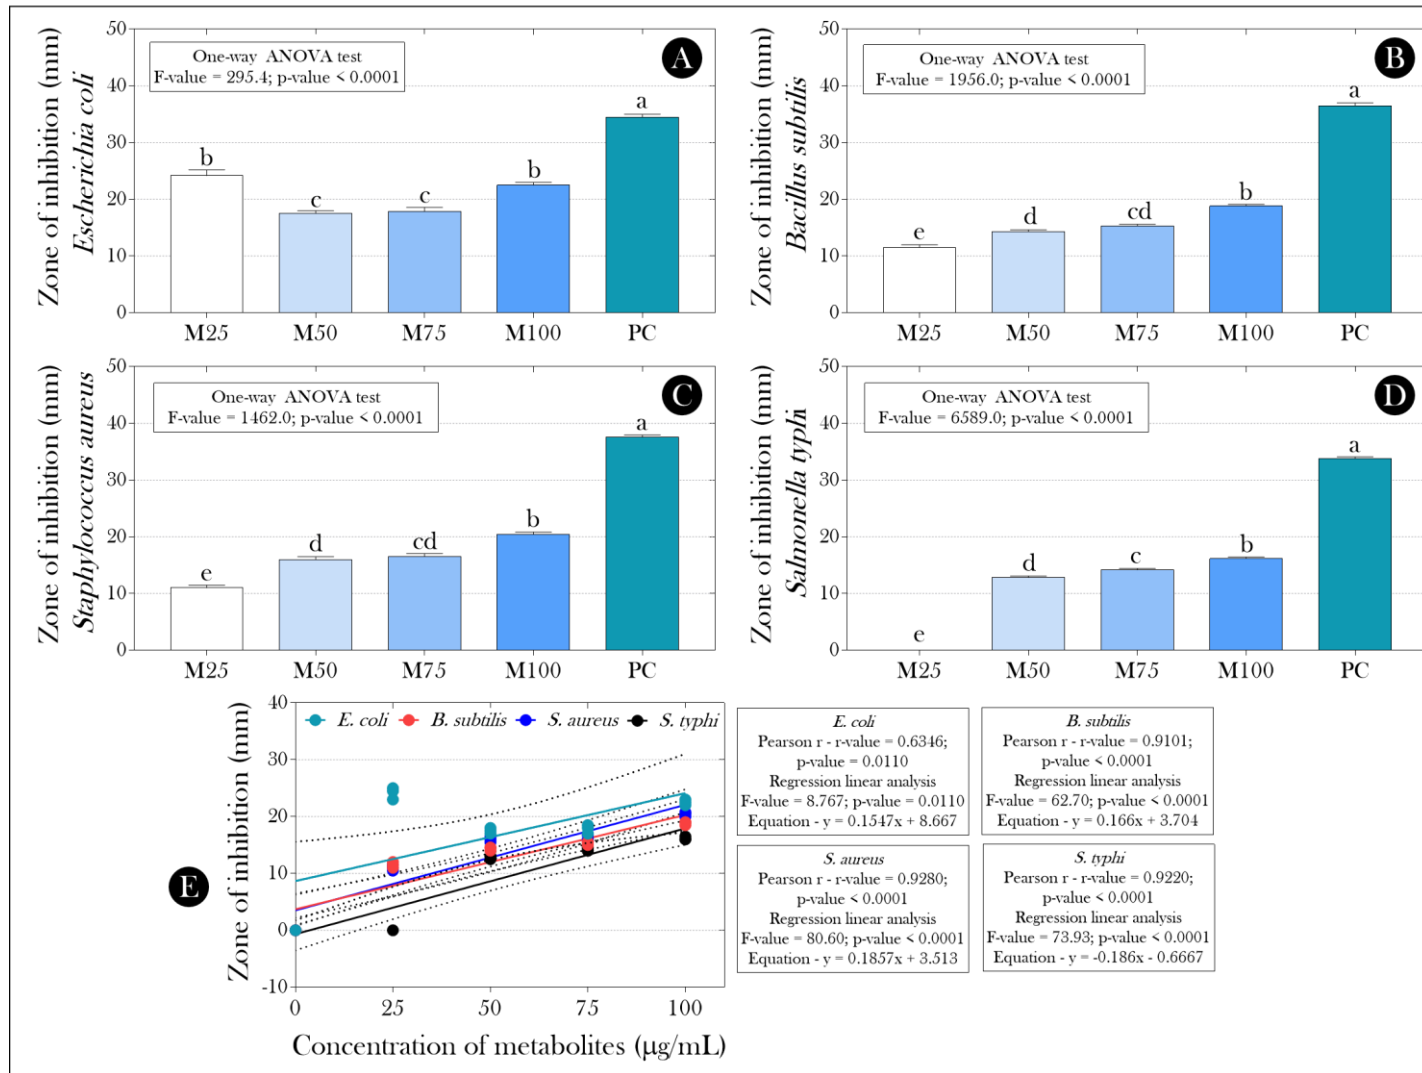 One-way ANOVA test
F-value = 295.4; p-value < 0.0001
A
Zone of inhibition (mm)
Escherichia coli
50
40
30
20
10
0
b
c
c
b
a
M25 M50 M75 M100 PC
One-way ANOVA test
F-value = 1956.0; p-value < 0.0001
B
Zone of inhibition (mm)
Bacillus subtilis
50
40
30
20
10
0
e
d
cd
b
a
M25 M50 M75 M100 PC
One-way ANOVA test
F-value = 1462.0; p-value < 0.0001
C
Zone of inhibition (mm)
Staphylococcus aureus
50
40
30
20
10
0
e
d
cd
b
a
M25 M50 M75 M100 PC
One-way ANOVA test
F-value = 6589.0; p-value < 0.0001
D
Zone of inhibition (mm)
Salmonella typhi
50
40
30
20
10
0
e
d
c
b
a
M25 M50 M75 M100 PC
E
Zone of inhibition (mm)
40
30
20
10
0
-10
E. coli B. subtilis S. aureus S. typhi
0 25 50 75 100
Concentration of metabolites (µg/mL)
E. coli
Pearson r - r-value = 0.6346;
p-value = 0.0110
Regression linear analysis
F-value = 8.767; p-value = 0.0110
Equation - y = 0.1547x + 8.667
B. subtilis
Pearson r - r-value = 0.9101;
p-value < 0.0001
Regression linear analysis
F-value = 62.70; p-value < 0.0001
Equation - y = 0.166x + 3.704
S. aureus
Pearson r - r-value = 0.9280;
p-value < 0.0001
Regression linear analysis
F-value = 80.60; p-value < 0.0001
Equation - y = 0.1857x + 3.513
S. typhi
Pearson r - r-value = 0.9220;
p-value < 0.0001
Regression linear analysis
F-value = 73.93; p-value < 0.0001
Equation - y = -0.186x - 0.6667